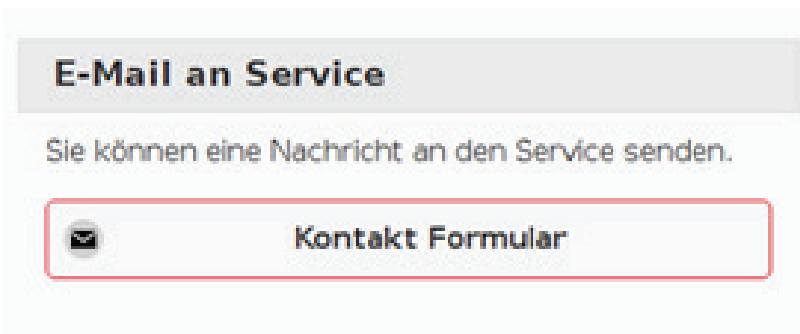 E-Mail an Service
Sie können eine Nachricht an den Service senden.
Kontakt Formular